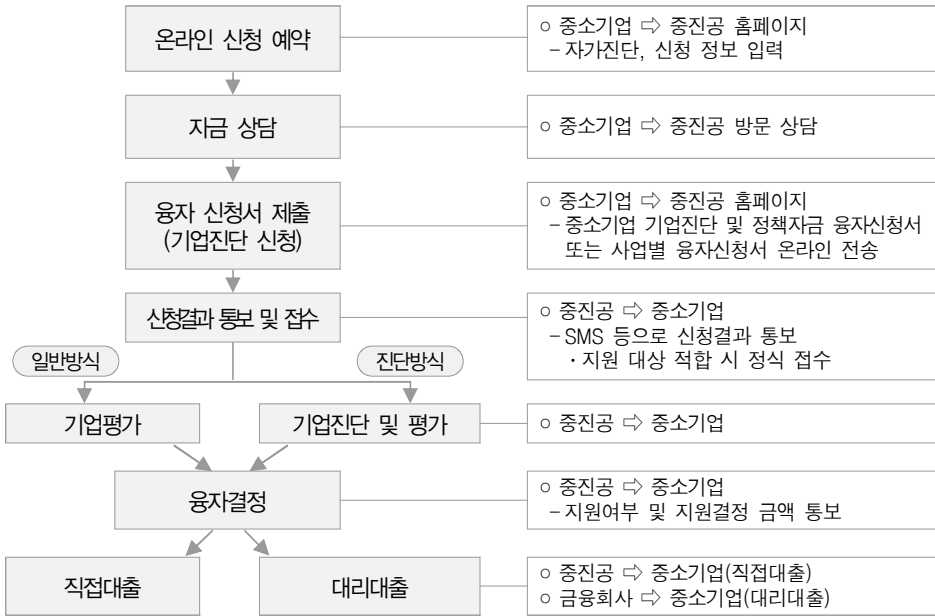 온라인 신청 예약
○ 중소기업 ⇨ 중진공 홈페이지
– 자가진단, 신청 정보 입력
자금 상담
○ 중소기업 ⇨ 중진공 방문 상담
융자 신청서 제출
(기업진단 신청)
○ 중소기업 ⇨ 중진공 홈페이지
– 중소기업 기업진단 및 정책자금 융자신청서
또는 사업별 융자신청서 온라인 전송
신청결과 통보 및 접수
○ 중진공 ⇨ 중소기업
– SMS 등으로 신청결과 통보
· 지원 대상 적합 시 정식 접수
일반방식
진단방식
기업평가
기업진단 및 평가
○ 중진공 ⇨ 중소기업
융자결정
○ 중진공 ⇨ 중소기업
– 지원여부 및 지원결정 금액 통보
직접대출
대리대출
○ 중진공 ⇨ 중소기업(직접대출)
○ 금융회사 ⇨ 중소기업(대리대출)